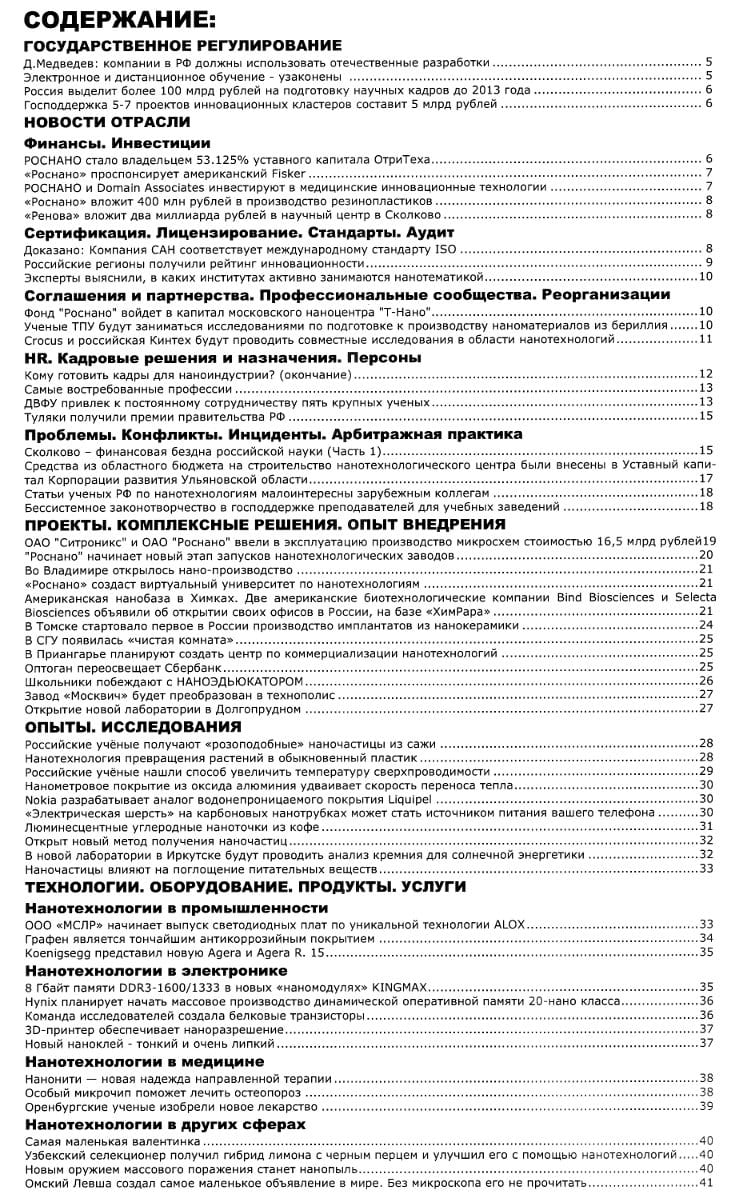 СОДЕРЖАНИЕ:
ГОСУДАРСТВЕННОЕ РЕГУЛИРОВАНИЕ
Д.Медведев: компании в РФ должны использовать отечественные разработки ... 5
Электронное и дистанционное обучение - узаконены ... 5
Россия выделит более 100 млрд рублей на подготовку научных кадров до 2013 года ... 6
Господдержка 5-7 проектов инновационных кластеров составит 5 млрд рублей ... 6
НОВОСТИ ОТРАСЛИ
Финансы. Инвестиции
РОСНАНО стало владельцем 53.125% уставного капитала ОтриТеха ... 6
«Роснано» проспонсирует американский Fisker ... 7
РОСНАНО и Domain Associates инвестируют в медицинские инновационные технологии ... 7
«Роснано» вложит 400 млн рублей в производство резинопластиков ... 8
«Ренова» вложит два миллиарда рублей в научный центр в Сколково ... 8
Сертификация. Лицензирование. Стандарты. Аудит
Доказано: Компания САН соответствует международному стандарту ISO ... 8
Российские регионы получили рейтинг инновационности ... 9
Эксперты выяснили, в каких институтах активно занимаются нанотематикой ... 10
Соглашения и партнерства. Профессиональные сообщества. Реорганизации
Фонд "Роснано" войдет в капитал московского наноцентра "Т-Нано" ... 10
Ученые ТПУ будут заниматься исследованиями по подготовке к производству наноматериалов из бериллия ... 10
Crocus и российская Кинтех будут проводить совместные исследования в области нанотехнологий ... 11
HR. Кадровые решения и назначения. Персоны
Кому готовить кадры для наноиндустрии? (окончание) ... 12
Самые востребованные профессии ... 13
ДВФУ привлек к постоянному сотрудничеству пять крупных ученых ... 13
Туляки получили премии правительства РФ ... 15
Проблемы. Конфликты. Инциденты. Арбитражная практика
Сколково – финансовая бездна российской науки (Часть 1) ... 15
Средства из областного бюджета на строительство нанотехнологического центра были внесены в Уставный капи-
тал Корпорации развития Ульяновской области ... 17
Статьи ученых РФ по нанотехнологиям малоинтересны зарубежным коллегам ... 18
Бессистемное законотворчество в господдержке преподавателей для учебных заведений ... 18
ПРОЕКТЫ. КОМПЛЕКСНЫЕ РЕШЕНИЯ. ОПЫТ ВНЕДРЕНИЯ
ОАО "Ситроникс" и ОАО "Роснано" ввели в эксплуатацию производство микросхем стоимостью 16,5 млрд рублей19
"Роснано" начинает новый этап запусков нанотехнологических заводов ... 20
Во Владимире открылось нано-производство ... 21
«Роснано» создаст виртуальный университет по нанотехнологиям ... 21
Американская нанобаза в Химках. Две американские биотехнологические компании Bind Biosciences и Selecta
Biosciences объявили об открытии своих офисов в России, на базе «ХимРара» ... 21
В Томске стартовало первое в России производство имплантатов из нанокерамики ... 24
В СГУ появилась «чистая комната» ... 25
В Приангарье планируют создать центр по коммерциализации нанотехнологий ... 25
Оптоган переосвещает Сбербанк ... 25
Школьники побеждают с НАНОЭДЬЮКАТОРОМ ... 26
Завод «Москвич» будет преобразован в технополис ... 27
Открытие новой лаборатории в Долгопрудном ... 27
ОПЫТЫ. ИССЛЕДОВАНИЯ
Российские учёные получают «розоподобные» наночастицы из сажи ... 28
Нанотехнология превращения растений в обыкновенный пластик ... 28
Российские учёные нашли способ увеличить температуру сверхпроводимости ... 29
Нанометровое покрытие из оксида алюминия удваивает скорость переноса тепла ... 30
Nokia разрабатывает аналог водонепроницаемого покрытия Liquipel ... 30
«Электрическая шерсть» на карбоновых нанотрубках может стать источником питания вашего телефона ... 30
Люминесцентные углеродные наноточки из кофе ... 31
Открыт новый метод получения наночастиц ... 32
В новой лаборатории в Иркутске будут проводить анализ кремния для солнечной энергетики ... 32
Наночастицы влияют на поглощение питательных веществ ... 33
ТЕХНОЛОГИИ. ОБОРУДОВАНИЕ. ПРОДУКТЫ. УСЛУГИ
Нанотехнологии в промышленности
ООО «МСЛР» начинает выпуск светодиодных плат по уникальной технологии ALOX ... 33
Графен является тончайшим антикоррозийным покрытием ... 34
Koenigsegg представил новую Agera и Agera R. 15 ... 35
Нанотехнологии в электронике
8 Гбайт памяти DDR3-1600/1333 в новых «наномодулях» KINGMAX ... 35
Hynix планирует начать массовое производство динамической оперативной памяти 20-нано класса ... 36
Команда исследователей создала белковые транзисторы ... 36
3D-принтер обеспечивает наноразрешение ... 37
Новый наноклей - тонкий и очень липкий ... 37
Нанотехнологии в медицине
Нанонити — новая надежда направленной терапии ... 38
Особый микрочип поможет лечить остеопороз ... 38
Оренбургские ученые изобрели новое лекарство ... 39
Нанотехнологии в других сферах
Самая маленькая валентинка ... 40
Узбекский селекционер получил гибрид лимона с черным перцем и улучшил его с помощью нанотехнологий ... 40
Новым оружием массового поражения станет нанопыль ... 40
Омский Левша создал самое маленькое объявление в мире. Без микроскопа его не прочитать ... 41